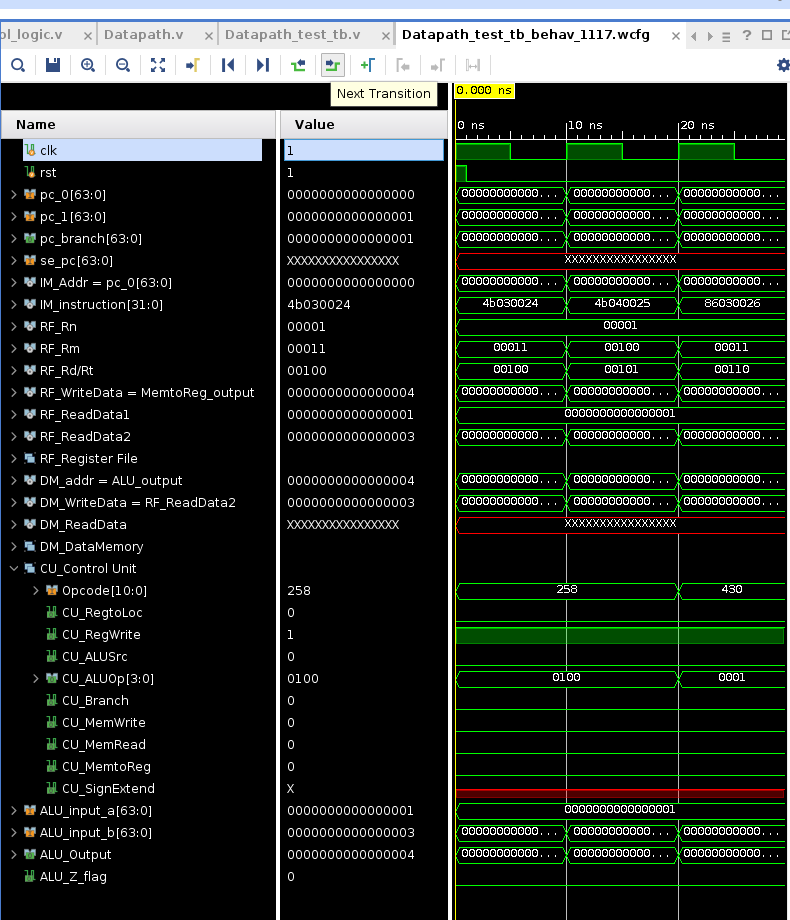 ol_logic.v × Datapath.v × Datapath_test_tb.v × Datapath_test_tb_behav_1117.wcfg × ?
Next Transition
0.000 ns
Name Value 0 ns 10 ns 20 ns
clk 1
rst 1
pc_0[63:0] 0000000000000000 00000000000... 00000000000... 00000000000...
pc_1[63:0] 0000000000000001 00000000000... 00000000000... 00000000000...
pc_branch[63:0] 0000000000000001 00000000000... 00000000000... 00000000000...
se_pc[63:0] XXXXXXXXXXXXXXXX XXXXXXXXXXXXXXXX
IM_Addr = pc_0[63:0] 0000000000000000 00000000000... 00000000000... 00000000000...
IM_instruction[31:0] 4b030024 4b030024 4b040025 86030026
RF_Rn 00001 00001
RF_Rm 00011 00011 00100 00011
RF_Rd/Rt 00100 00100 00101 00110
RF_WriteData = MemtoReg_output 0000000000000004 00000000000... 00000000000... 00000000000...
RF_ReadData1 0000000000000001 0000000000000001
RF_ReadData2 0000000000000003 00000000000... 00000000000... 00000000000...
RF_Register File
DM_addr = ALU_output 0000000000000004 00000000000... 00000000000... 00000000000...
DM_WriteData = RF_ReadData2 0000000000000003 00000000000... 00000000000... 00000000000...
DM_ReadData XXXXXXXXXXXXXXXX XXXXXXXXXXXXXXXX
DM_DataMemory
CU_Control Unit
Opcode[10:0] 258 258 430
CU_RegtoLoc 0
CU_RegWrite 1
CU_ALUSrc 0
CU_ALUOp[3:0] 0100 0100 0001
CU_Branch 0
CU_MemWrite 0
CU_MemRead 0
CU_MemtoReg 0
CU_SignExtend X
ALU_input_a[63:0] 0000000000000001 0000000000000001
ALU_input_b[63:0] 0000000000000003 00000000000... 00000000000... 00000000000...
ALU_Output 0000000000000004 00000000000... 00000000000... 00000000000...
ALU_Z_flag 0